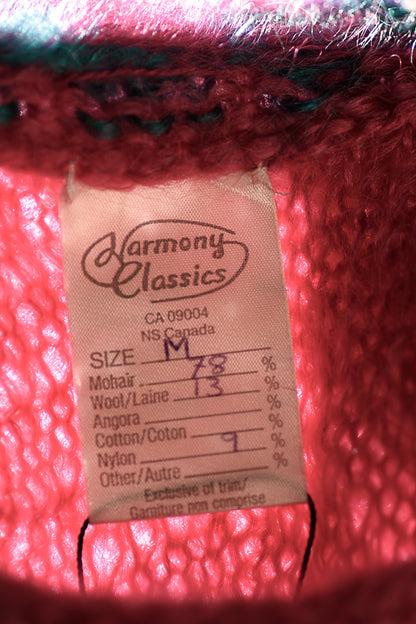 Harmony
Classics
CA 09004
NS Canada
SIZE M
Mohair 78 %
Wool/Laine 13 %
Angora %
Cotton/Coton %
Nylon 9 %
Other/Autre %
Exclusive of trim/
Garniture non comprise